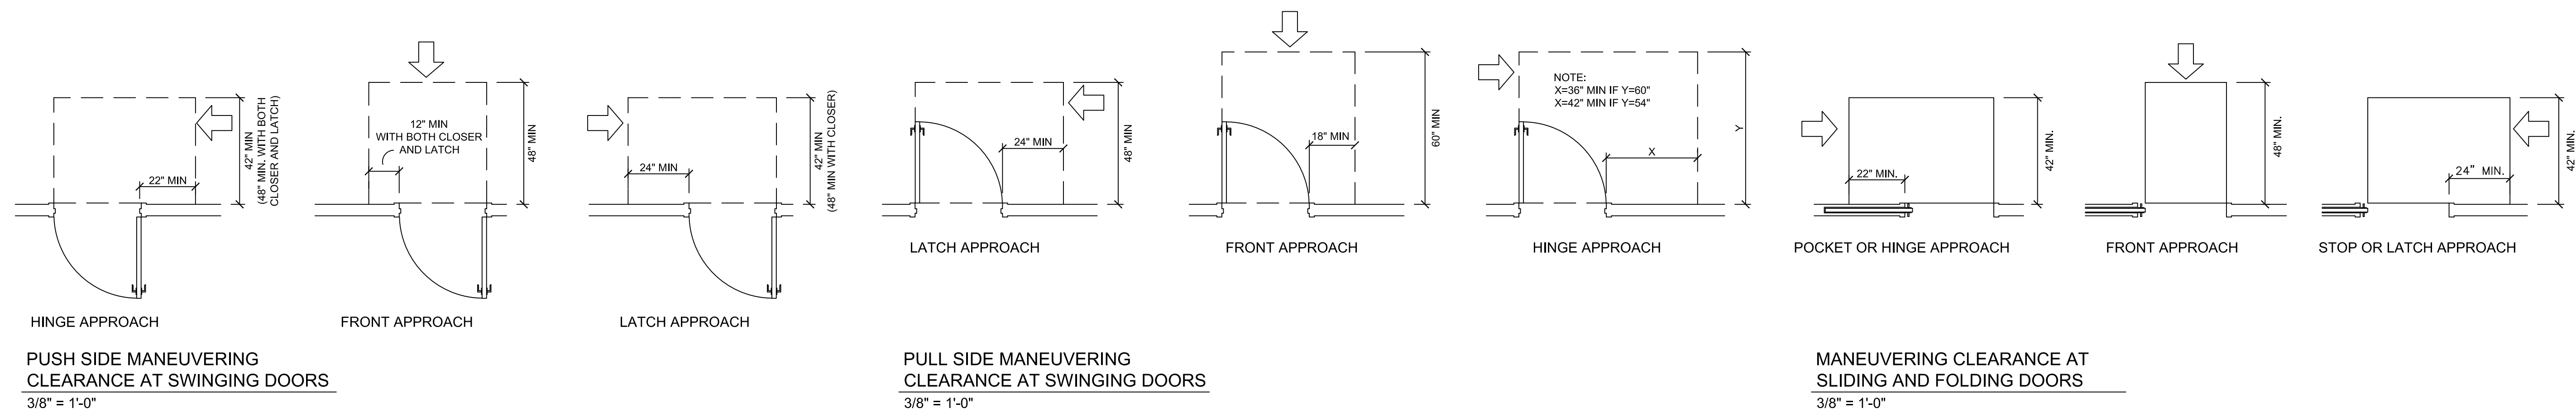 22" MIN
42" MIN
(48" MIN. WITH BOTH
CLOSER AND LATCH)
HINGE APPROACH
12" MIN
WITH BOTH CLOSER
AND LATCH
48" MIN
FRONT APPROACH
24" MIN
42" MIN
(48" MIN WITH CLOSER)
LATCH APPROACH
PUSH SIDE MANEUVERING
CLEARANCE AT SWINGING DOORS
3/8" = 1'-0"
24" MIN
48" MIN
LATCH APPROACH
18" MIN
60" MIN
FRONT APPROACH
NOTE:
X=36" MIN IF Y=60"
X=42" MIN IF Y=54"
X
Y
HINGE APPROACH
PULL SIDE MANEUVERING
CLEARANCE AT SWINGING DOORS
3/8" = 1'-0"
22" MIN.
42" MIN.
POCKET OR HINGE APPROACH
48" MIN.
FRONT APPROACH
24" MIN.
42" MIN.
STOP OR LATCH APPROACH
MANEUVERING CLEARANCE AT
SLIDING AND FOLDING DOORS
3/8" = 1'-0"